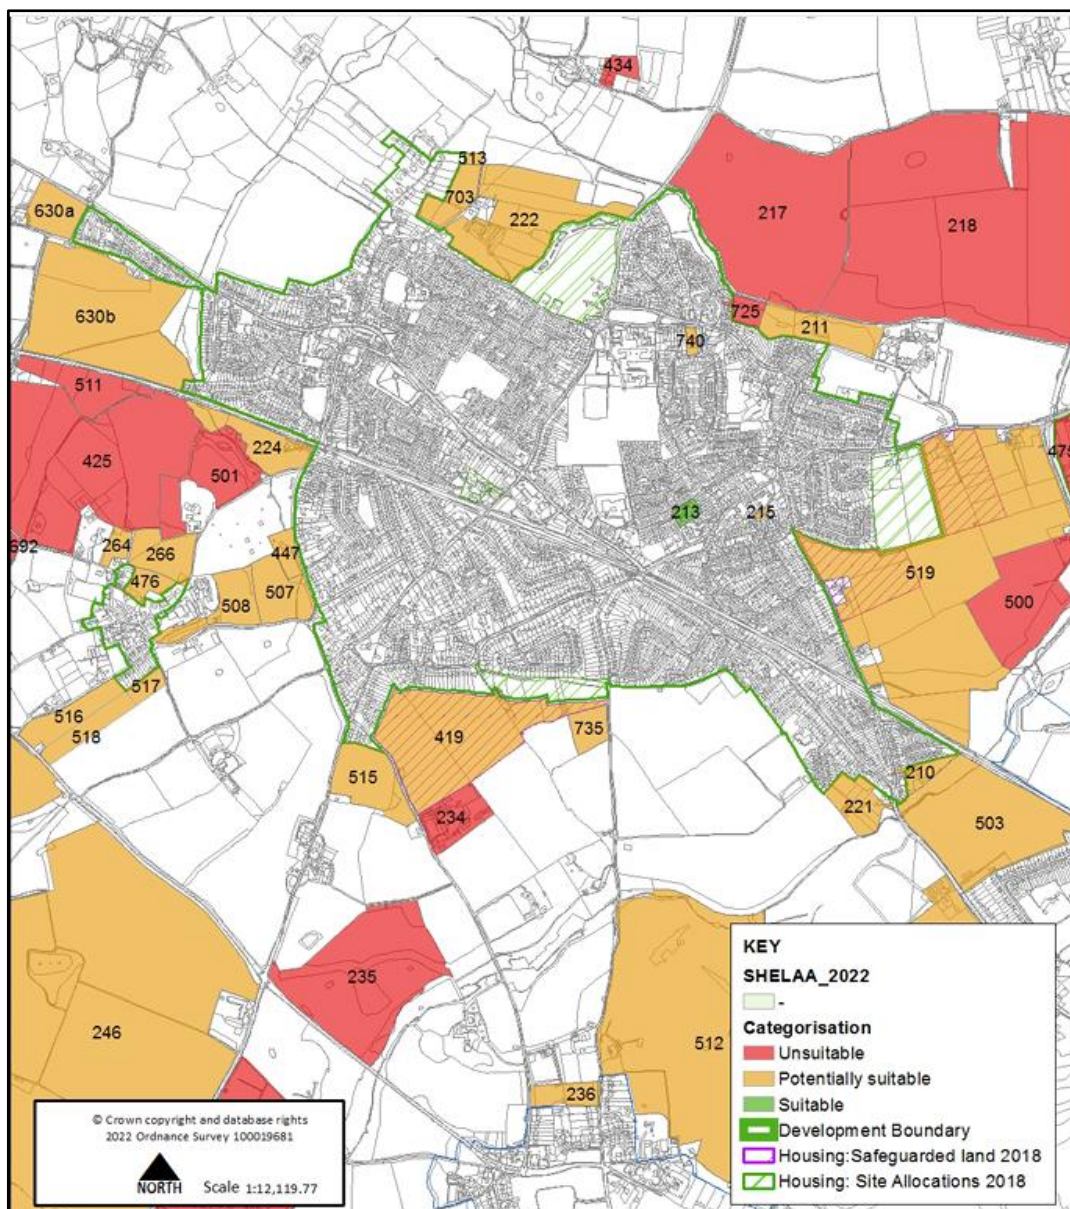 434
513
703
630a
222
217
218
630b
725
211
740
511
224
425
501
475
213
215
692
264
266
447
519
476
507
500
508
517
516
518
419
735
515
210
234
221
503
235
246
512
236
KEY
SHELAA_2022
-
Categorisation
Unsuitable
Potentially suitable
Suitable
Development Boundary
Housing:Safeguarded land 2018
Housing: Site Allocations 2018
© Crown copyright and database rights
2022 Ordnance Survey 100019681
NORTH Scale 1:12,119.77